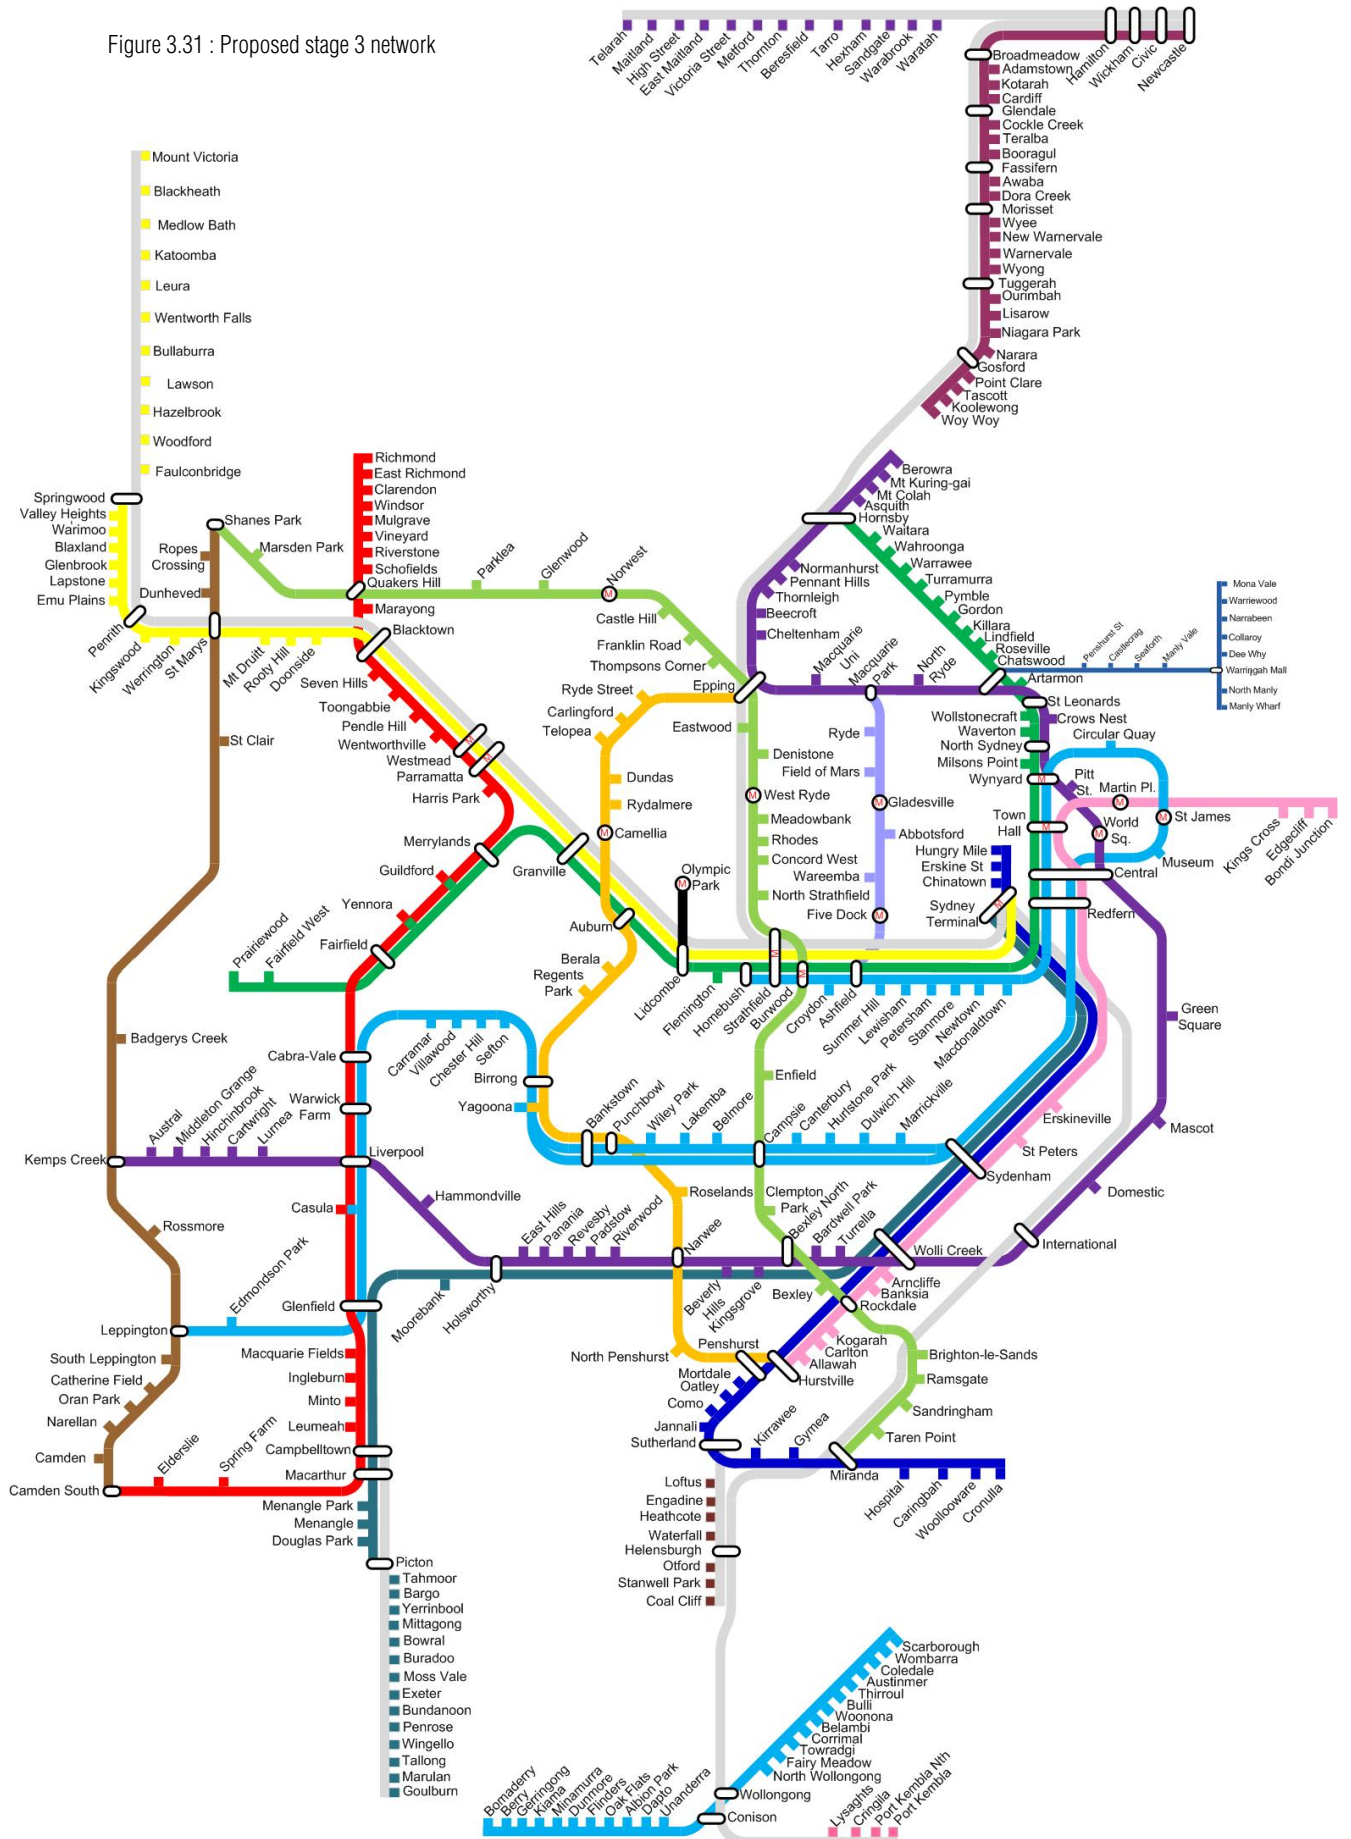 Figure 3.31 : Proposed stage 3 network
Telarah
Maitland
High Street
East Maitland
Victoria Street
Metford
Thornton
Beresfield
Tarro
Hexham
Sandgate
Warabrook
Waratah
Hamilton
Wickham
Civic
Newcastle
Broadmeadow
Adamstown
Kotarah
Cardiff
Glendale
Cockle Creek
Teralba
Booragul
Fassifern
Awaba
Dora Creek
Morisset
Wyee
New Warnervale
Warnervale
Wyong
Tuggerah
Ourimbah
Lisarow
Niagara Park
Narara
Gosford
Point Clare
Tascott
Koolewong
Woy Woy
Mount Victoria
Blackheath
Medlow Bath
Katoomba
Leura
Wentworth Falls
Bullaburra
Lawson
Hazelbrook
Woodford
Faulconbridge
Springwood
Valley Heights
Warimoo
Blaxland
Glenbrook
Lapstone
Emu Plains
Penrith
Kingswood
Werrington
St Marys
Mt Druitt
Rooty Hill
Doonside
Shanes Park
Ropes
Crossing
Dunheved
Marsden Park
Richmond
East Richmond
Clarendon
Windsor
Mulgrave
Vineyard
Riverstone
Schofields
Quakers Hill
Marayong
Blacktown
Parklea
Glenwood
Norwest
M
Castle Hill
Franklin Road
Thompsons Corner
Epping
Berowra
Mt Kuring-gai
Mt Colah
Asquith
Hornsby
Waitara
Wahroonga
Warrawee
Turramurra
Pymble
Gordon
Killara
Lindfield
Roseville
Chatswood
Artarmon
Normanhurst
Pennant Hills
Thornleigh
Beecroft
Cheltenham
Macquarie
Uni
Macquarie
Park
North
Ryde
Penshurst St
Castlecrag
Seaforth
Manly Vale
Mona Vale
Warriewood
Narrabeen
Collaroy
Dee Why
Warringah Mall
North Manly
Manly Wharf
Seven Hills
Toongabbie
Pendle Hill
Wentworthville
Westmead
M
Parramatta
M
Harris Park
Merrylands
Guildford
Yennora
Fairfield
Granville
Prairiewood
Fairfield West
Ryde Street
Carlingford
Telopea
Dundas
Rydalmere
M
Camellia
Auburn
Berala
Regents
Park
Eastwood
Denistone
M
West Ryde
Meadowbank
Rhodes
Concord West
North Strathfield
Ryde
Field of Mars
M
Gladesville
Abbotsford
Wareemba
Five Dock
M
St Leonards
Wollstonecraft
Crows Nest
Waverton
North Sydney
Milsons Point
Wynyard
M
Circular Quay
Pitt
St.
Martin Pl.
M
Town
Hall
M
World
Sq.
M
M
St James
Museum
Central
Redfern
Kings Cross
Edgecliff
Bondi Junction
Hungry Mile
Erskine St
Chinatown
Sydney
Terminal
M
Olympic
Park
M
Lidcombe
Flemington
Homebush
Strathfield
M
Burwood
M
Croydon
Ashfield
Summer Hill
Lewisham
Petersham
Stanmore
Newtown
Macdonaldtown
St Clair
Badgerys Creek
Kemps Creek
Austral
Middleton Grange
Hinchinbrook
Cartwright
Lurnea
Liverpool
Cabra-Vale
Warwick
Farm
Carramar
Villawood
Chester Hill
Sefton
Birrong
Yagoona
Bankstown
Punchbowl
Wiley Park
Lakemba
Belmore
Campsie
Canterbury
Hurlstone Park
Dulwich Hill
Marrickville
Sydenham
Enfield
Erskineville
St Peters
Green
Square
Mascot
Domestic
International
Casula
Hammondville
Rossmore
Edmondson Park
Leppington
South Leppington
Catherine Field
Oran Park
Narellan
Camden
Camden South
Elderslie
Spring Farm
Glenfield
Macquarie Fields
Ingleburn
Minto
Leumeah
Campbelltown
Macarthur
Menangle Park
Menangle
Douglas Park
Picton
Tahmoor
Bargo
Yerrinbool
Mittagong
Bowral
Buradoo
Moss Vale
Exeter
Bundanoon
Penrose
Wingello
Tallong
Marulan
Goulburn
Moorebank
Holsworthy
East Hills
Panania
Revesby
Padstow
Riverwood
Roselands
Narwee
Beverly
Hills
Kingsgrove
Clempton
Park
Bexley North
Bardwell Park
Turrella
Wolli Creek
Arncliffe
Banksia
Bexley
Rockdale
Kogarah
Carlton
Allawah
Hurstville
North Penshurst
Penshurst
Mortdale
Oatley
Como
Jannali
Sutherland
Kirrawee
Gymea
Miranda
Hospital
Caringbah
Woollooware
Cronulla
Brighton-le-Sands
Ramsgate
Sandringham
Taren Point
Loftus
Engadine
Heathcote
Waterfall
Helensburgh
Otford
Stanwell Park
Coal Cliff
Scarborough
Wombarra
Coledale
Austinmer
Thirroul
Bulli
Woonona
Belambi
Corrimal
Towradgi
Fairy Meadow
North Wollongong
Wollongong
Conison
Bomaderry
Berry
Gerringong
Kiama
Minamurra
Dunmore
Flinders
Oak Flats
Albion Park
Dapto
Unanderra
Lysaghts
Cringila
Port Kembla Nth
Port Kembla